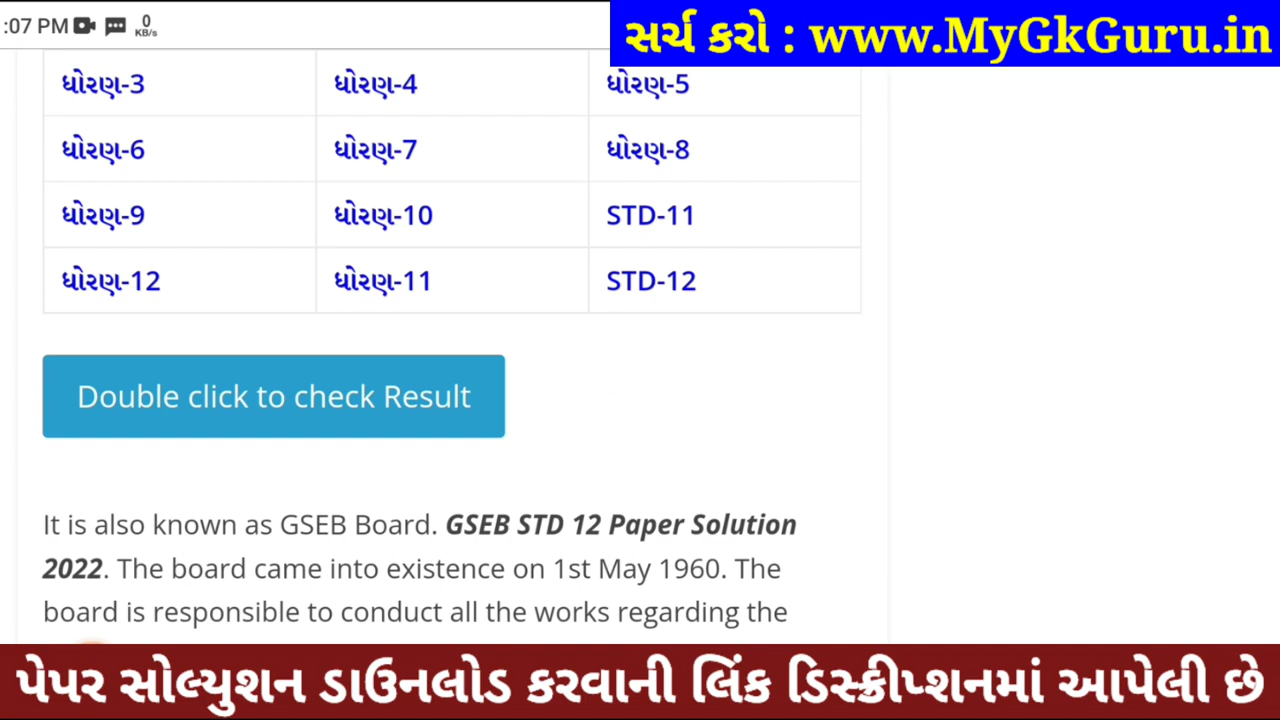 :07 PM 0 KB/s
સર્ચ કરો : www.MyGkGuru.in
ધોરણ-3 ધોરણ-4 ધોરણ-5
ધોરણ-6 ધોરણ-7 ધોરણ-8
ધોરણ-9 ધોરણ-10 STD-11
ધોરણ-12 ધોરણ-11 STD-12
Double click to check Result
It is also known as GSEB Board. GSEB STD 12 Paper Solution
2022. The board came into existence on 1st May 1960. The
board is responsible to conduct all the works regarding the
પેપર સોલ્યુશન ડાઉનલોડ કરવાની લિંક ડિસ્ક્રીપ્શનમાં આપેલી છે